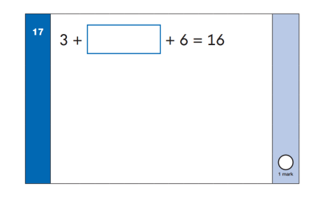 17
3 + + 6 = 16
1 mark